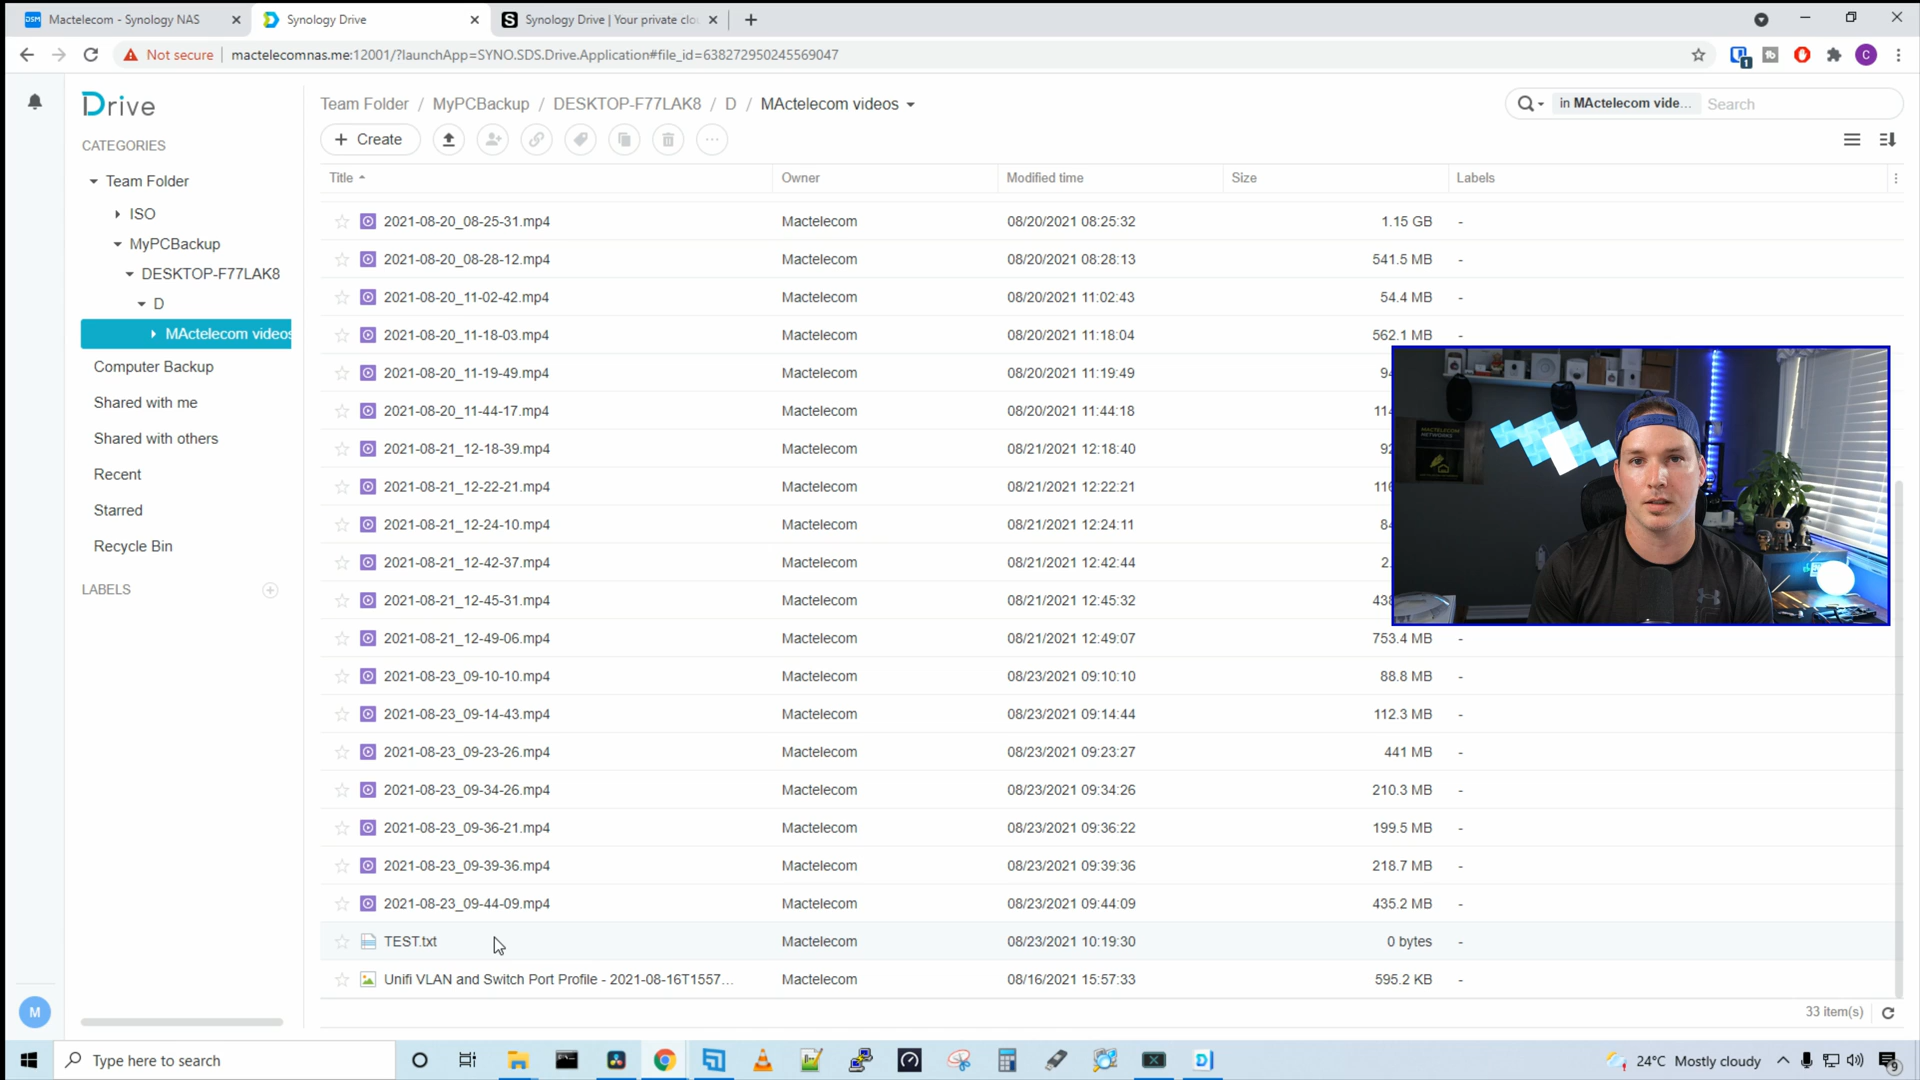 Mactelecom - Synology NAS
Synology Drive
Synology Drive | Your private clo
Not secure
mactelecomnas.me:12001/?launchApp=SYNO.SDS.Drive.Application#file_id=638272950245569047
C
1
Drive
Team Folder / MyPCBackup / DESKTOP-F77LAK8 / D / MActelecom videos
in MActelecom vide...
Search
+ Create
CATEGORIES
Team Folder
ISO
MyPCBackup
DESKTOP-F77LAK8
D
MActelecom videos
Computer Backup
Shared with me
Shared with others
Recent
Starred
Recycle Bin
LABELS
M
Title Owner Modified time Size Labels
2021-08-20_08-25-31.mp4 Mactelecom 08/20/2021 08:25:32 1.15 GB -
2021-08-20_08-28-12.mp4 Mactelecom 08/20/2021 08:28:13 541.5 MB -
2021-08-20_11-02-42.mp4 Mactelecom 08/20/2021 11:02:43 54.4 MB -
2021-08-20_11-18-03.mp4 Mactelecom 08/20/2021 11:18:04 562.1 MB -
2021-08-20_11-19-49.mp4 Mactelecom 08/20/2021 11:19:49
2021-08-20_11-44-17.mp4 Mactelecom 08/20/2021 11:44:18
2021-08-21_12-18-39.mp4 Mactelecom 08/21/2021 12:18:40
2021-08-21_12-22-21.mp4 Mactelecom 08/21/2021 12:22:21
2021-08-21_12-24-10.mp4 Mactelecom 08/21/2021 12:24:11
2021-08-21_12-42-37.mp4 Mactelecom 08/21/2021 12:42:44 2.
2021-08-21_12-45-31.mp4 Mactelecom 08/21/2021 12:45:32 438
2021-08-21_12-49-06.mp4 Mactelecom 08/21/2021 12:49:07 753.4 MB -
2021-08-23_09-10-10.mp4 Mactelecom 08/23/2021 09:10:10 88.8 MB -
2021-08-23_09-14-43.mp4 Mactelecom 08/23/2021 09:14:44 112.3 MB -
2021-08-23_09-23-26.mp4 Mactelecom 08/23/2021 09:23:27 441 MB -
2021-08-23_09-34-26.mp4 Mactelecom 08/23/2021 09:34:26 210.3 MB -
2021-08-23_09-36-21.mp4 Mactelecom 08/23/2021 09:36:22 199.5 MB -
2021-08-23_09-39-36.mp4 Mactelecom 08/23/2021 09:39:36 218.7 MB -
2021-08-23_09-44-09.mp4 Mactelecom 08/23/2021 09:44:09 435.2 MB -
TEST.txt Mactelecom 08/23/2021 10:19:30 0 bytes -
Unifi VLAN and Switch Port Profile - 2021-08-16T1557... Mactelecom 08/16/2021 15:57:33 595.2 KB -
33 item(s)
MACTELECOM
NETWORKS
Type here to search
24°C Mostly cloudy
9